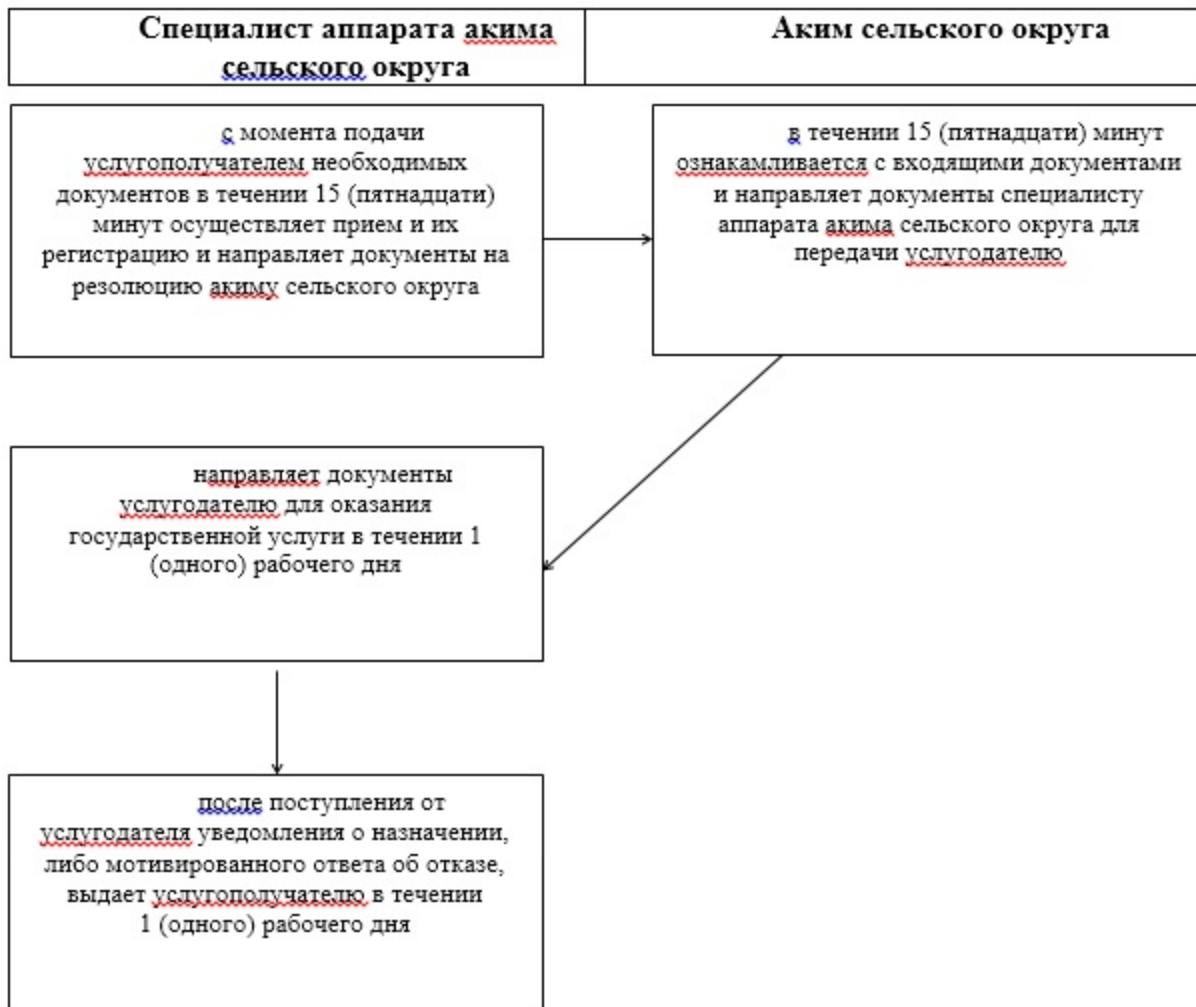 Специалист аппарата акима
сельского округа
Аким сельского округа
с момента подачи
услугополучателем необходимых
документов в течении 15 (пятнадцати)
минут осуществляет прием и их
регистрацию и направляет документы на
резолюцию акиму сельского округа
в течении 15 (пятнадцати) минут
ознакамливается с входящими документами
и направляет документы специалисту
аппарата акима сельского округа для
передачи услугодателю
направляет документы
услугодателю для оказания
государственной услуги в течении 1
(одного) рабочего дня
после поступления от
услугодателя уведомления о назначении,
либо мотивированного ответа об отказе,
выдает услугополучателю в течении
1 (одного) рабочего дня